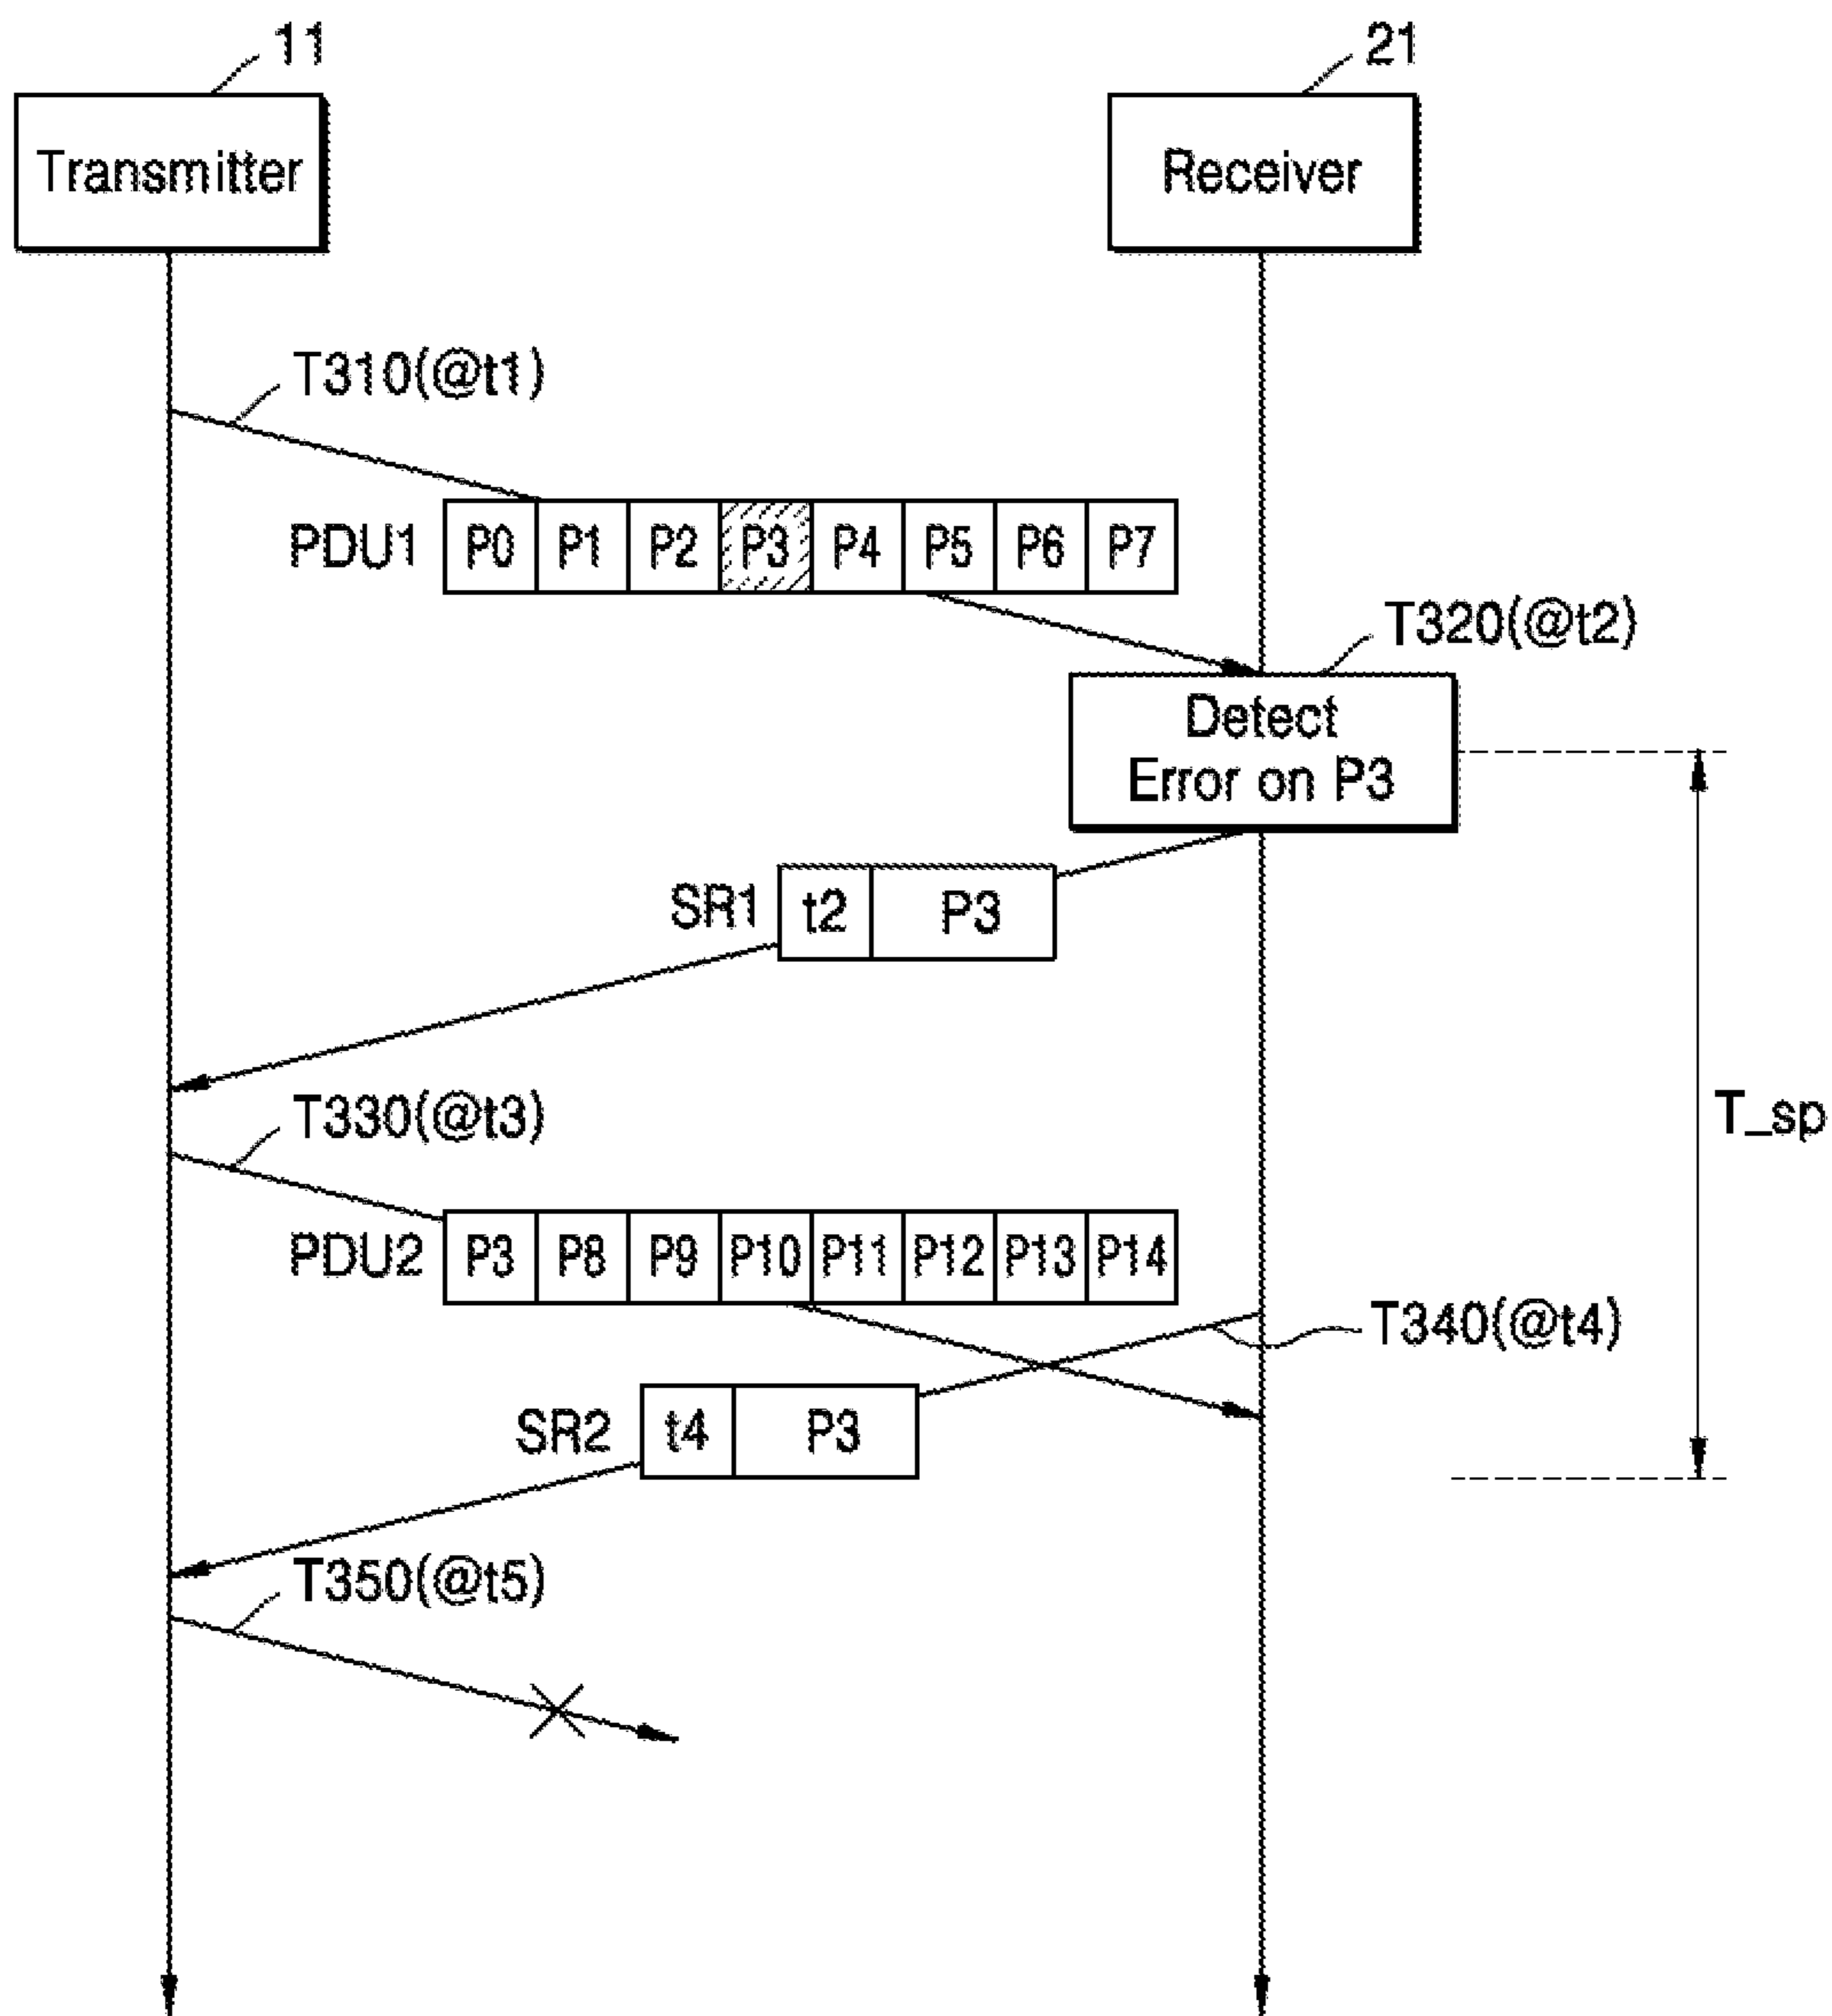 11
21
Transmitter
Receiver
T310(@t1)
PDU1 P0 P1 P2 P3 P4 P5 P6 P7
T320(@t2)
Detect
Error on P3
SR1 t2 P3
T330(@t3)
T_sp
PDU2 P3 P8 P9 P10 P11 P12 P13 P14
T340(@t4)
SR2 t4 P3
T350(@t5)